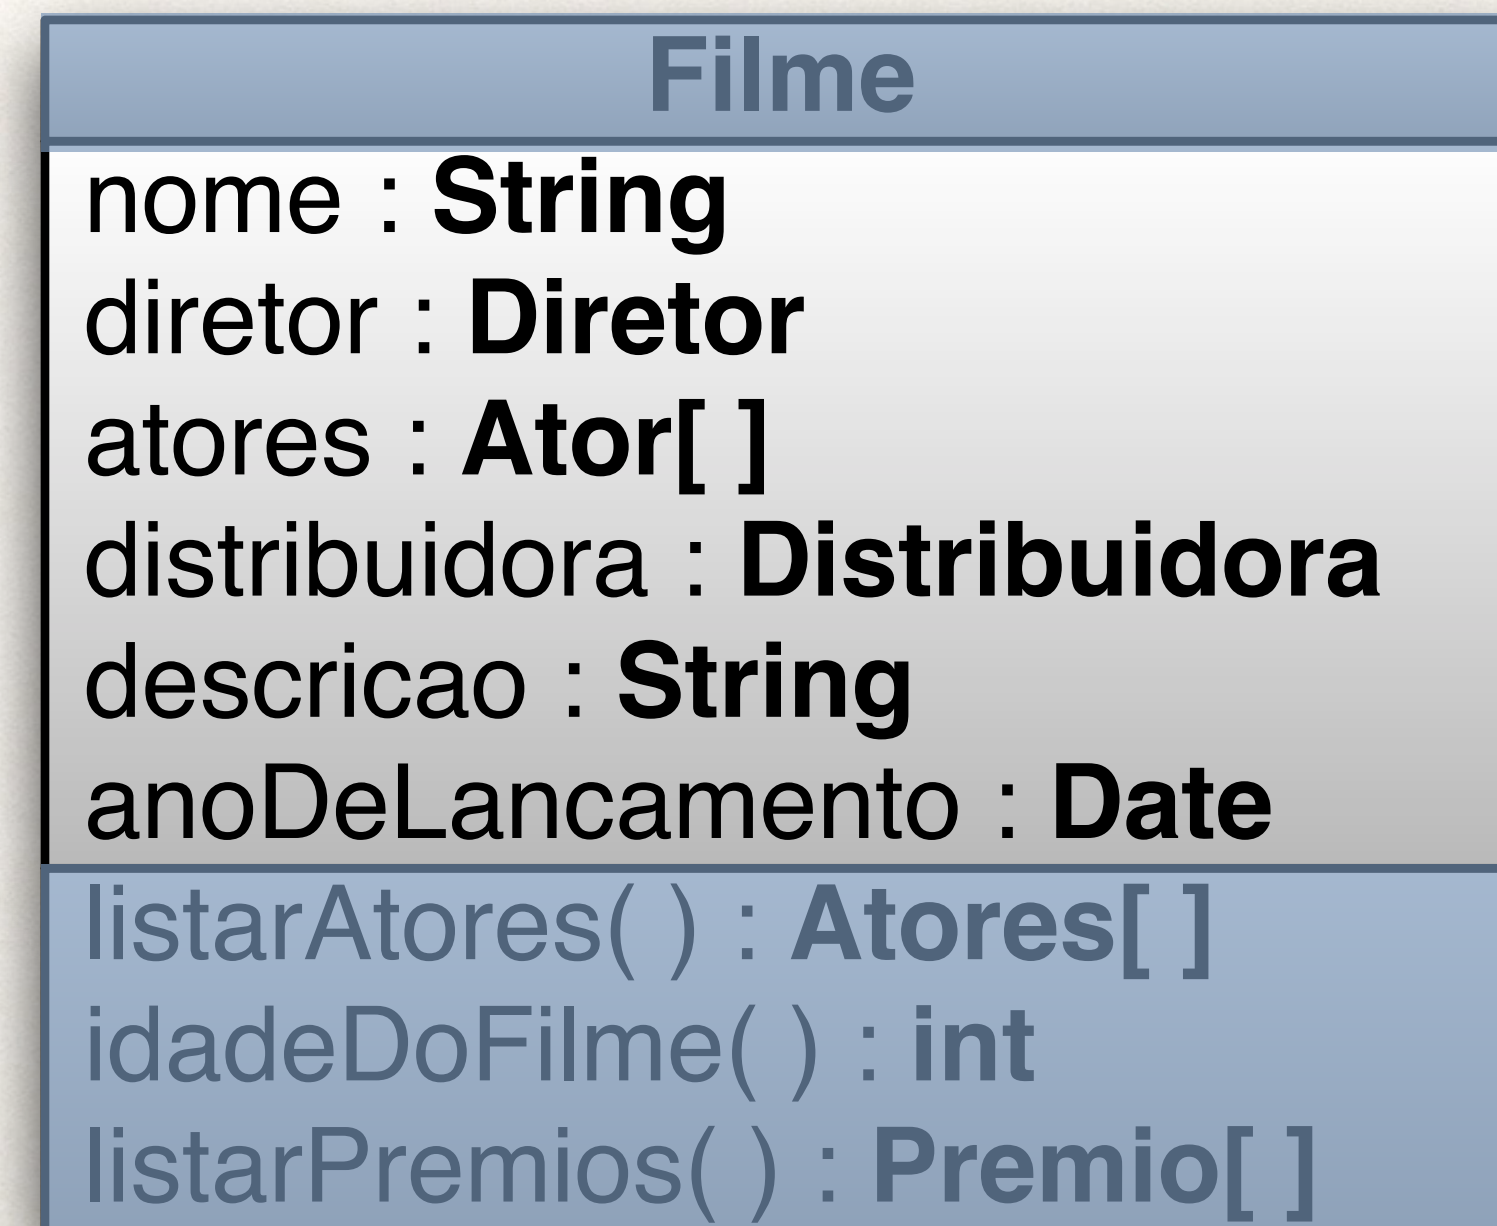 Filme
nome : String
diretor : Diretor
atores : Ator[ ]
distribuidora : Distribuidora
descricao : String
anoDeLancamento : Date
listarAtores( ) : Atores[ ]
idadeDoFilme( ) : int
listarPremios( ) : Premio[ ]